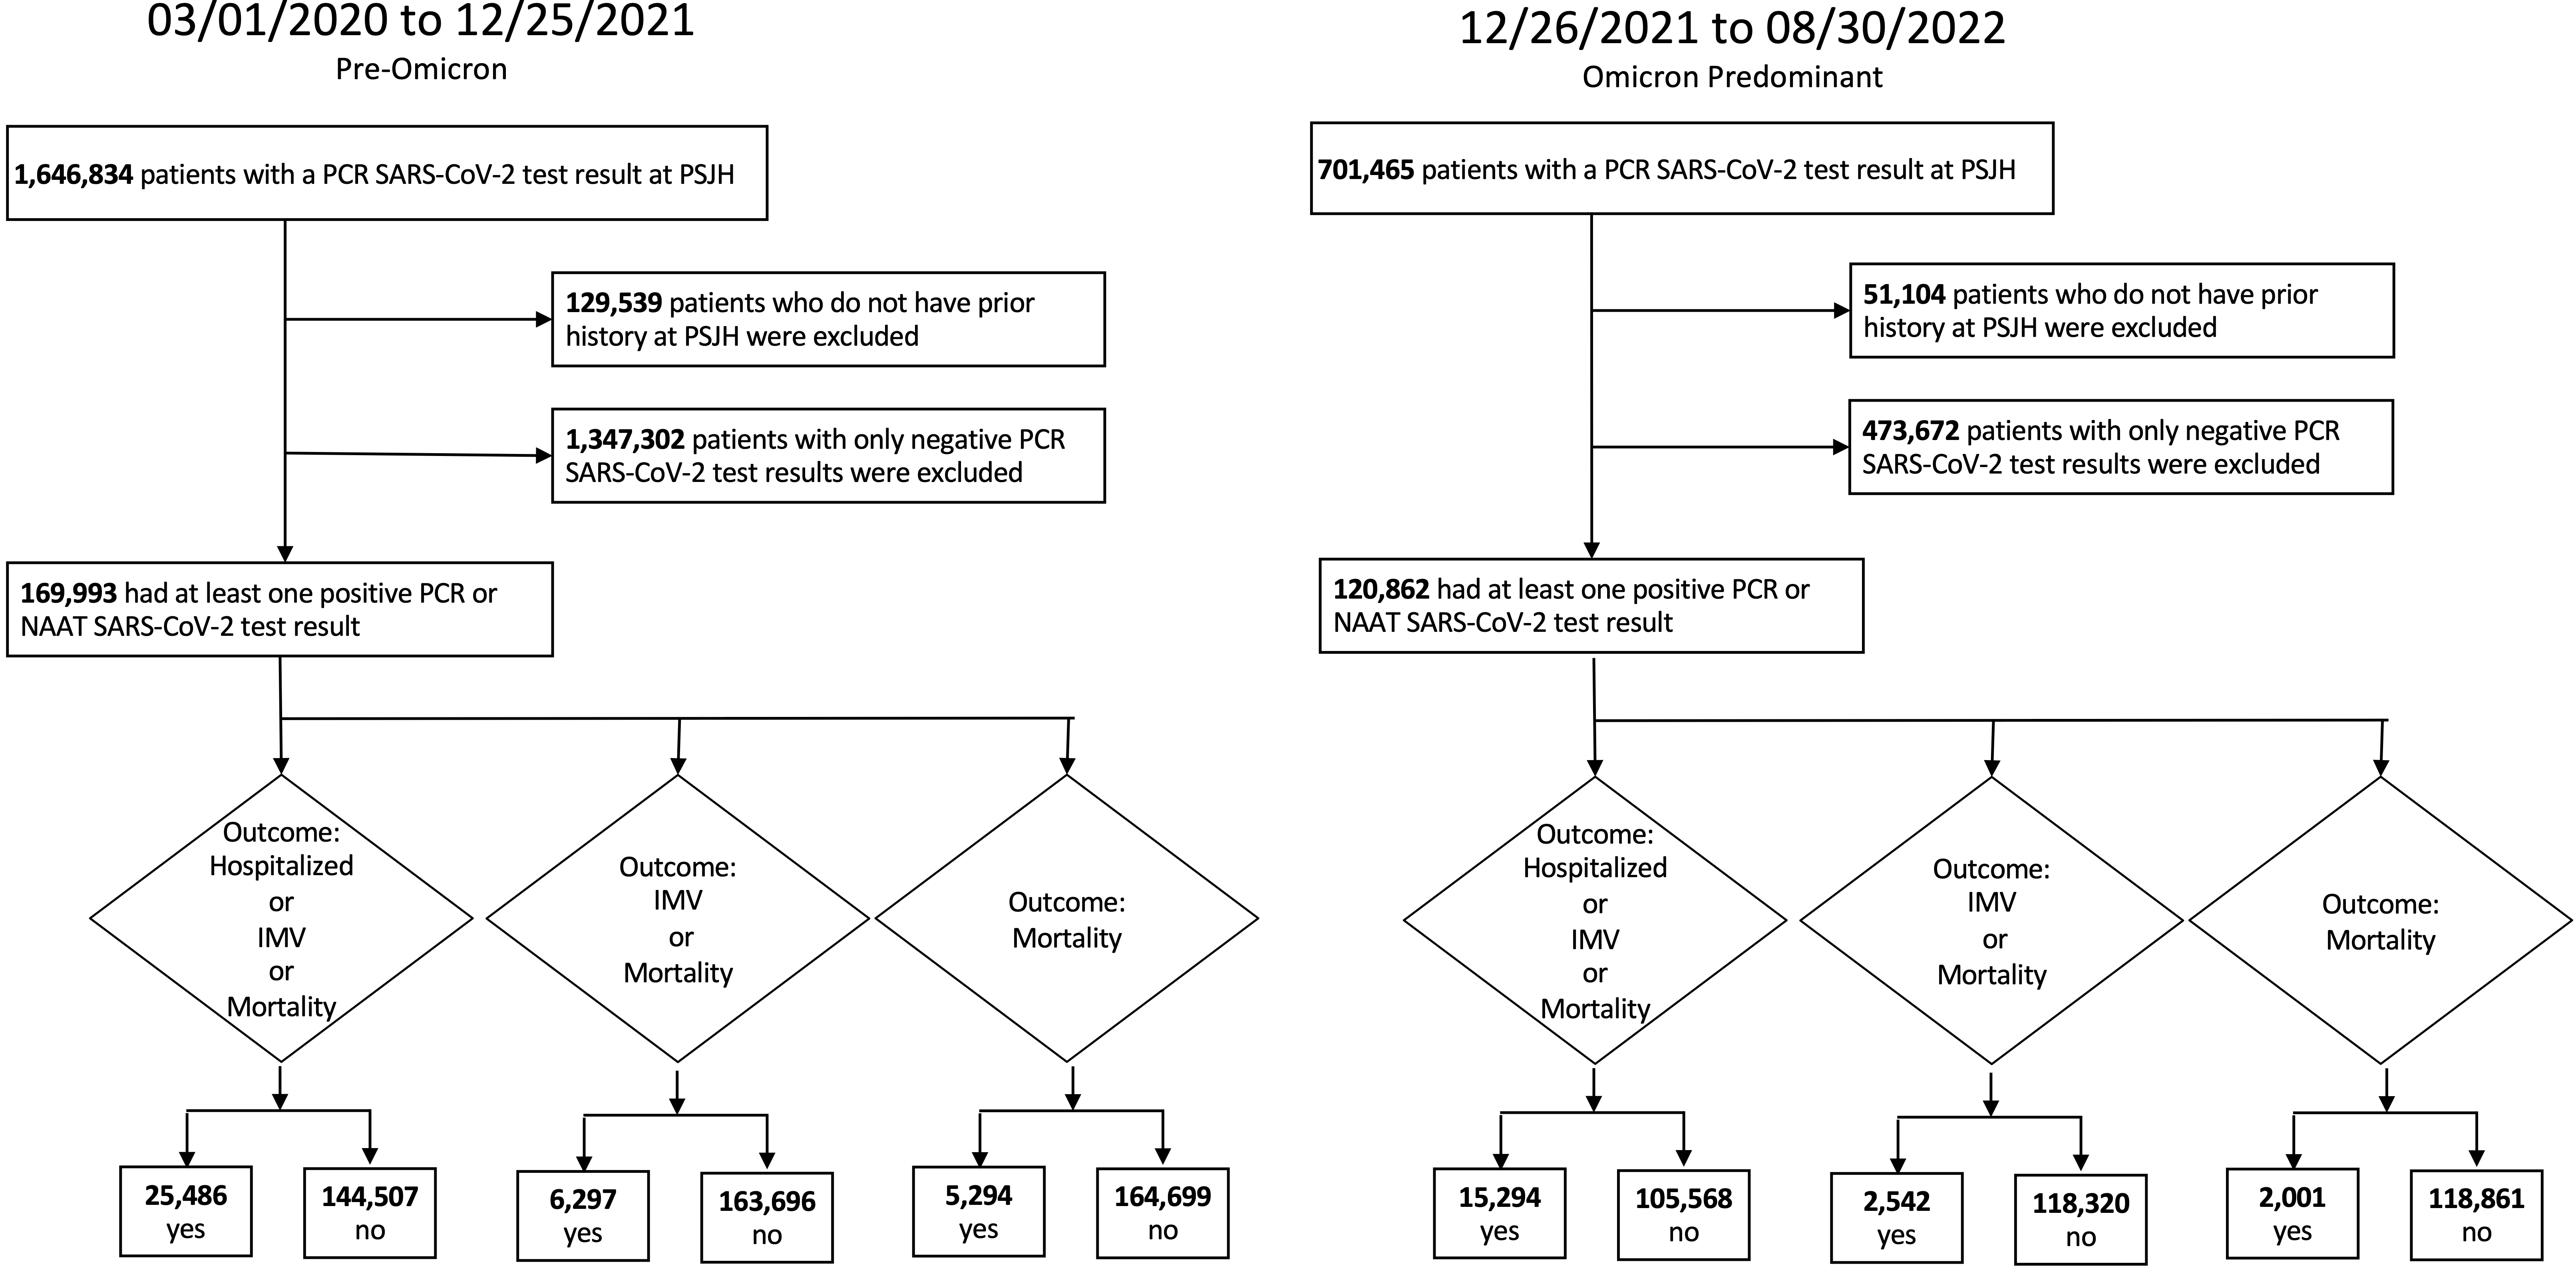 03/01/2020 to 12/25/2021
Pre-Omicron
1,646,834 patients with a PCR SARS-CoV-2 test result at PSJH
129,539 patients who do not have prior
history at PSJH were excluded
1,347,302 patients with only negative PCR
SARS-CoV-2 test results were excluded
169,993 had at least one positive PCR or
NAAT SARS-CoV-2 test result
Outcome:
Hospitalized
or
IMV
or
Mortality
Outcome:
IMV
or
Mortality
Outcome:
Mortality
25,486
yes
144,507
no
6,297
yes
163,696
no
5,294
yes
164,699
no
12/26/2021 to 08/30/2022
Omicron Predominant
701,465 patients with a PCR SARS-CoV-2 test result at PSJH
51,104 patients who do not have prior
history at PSJH were excluded
473,672 patients with only negative PCR
SARS-CoV-2 test results were excluded
120,862 had at least one positive PCR or
NAAT SARS-CoV-2 test result
Outcome:
Hospitalized
or
IMV
or
Mortality
Outcome:
IMV
or
Mortality
Outcome:
Mortality
15,294
yes
105,568
no
2,542
yes
118,320
no
2,001
yes
118,861
no